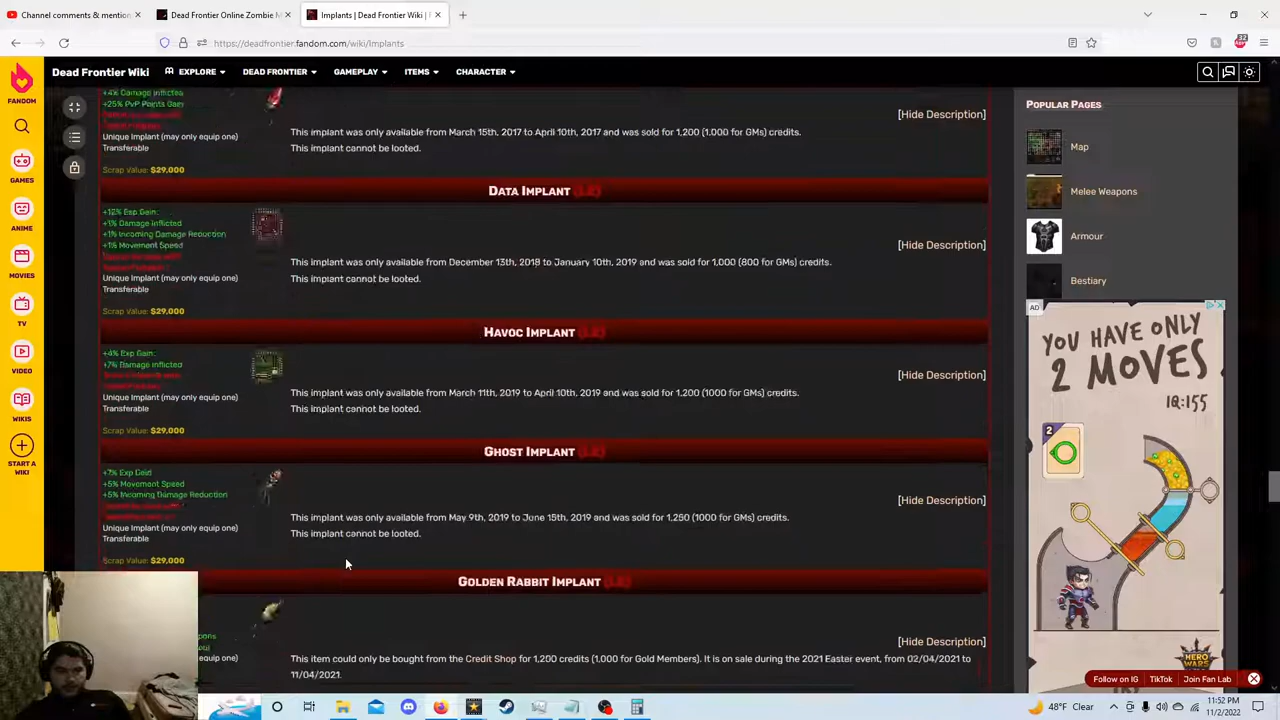 Channel comments & mention
Dead Frontier Online Zombie M
Implants | Dead Frontier Wiki | F
https://deadfrontier.fandom.com/wiki/Implants
32
FANDOM
GAMES
ANIME
MOVIES
TV
VIDEO
WIKIS
START A
WIKI
Dead Frontier Wiki
EXPLORE
DEAD FRONTIER
GAMEPLAY
ITEMS
CHARACTER
+4% Damage Inflicted
+25% PvP Points Gain
Unique Implant (may only equip one)
Transferable
Scrap Value: $29,000
This implant was only available from March 15th, 2017 to April 10th, 2017 and was sold for 1,200 (1,000 for GMs) credits.
This implant cannot be looted.
[Hide Description]
DATA IMPLANT
+12% Exp Gain
+1% Damage Inflicted
+1% Incoming Damage Reduction
+1% Movement Speed
Unique Implant (may only equip one)
Transferable
Scrap Value: $29,000
This implant was only available from December 13th, 2018 to January 10th, 2019 and was sold for 1,000 (800 for GMs) credits.
This implant cannot be looted.
[Hide Description]
HAVOC IMPLANT
+4% Exp Gain
+7% Damage Inflicted
Unique Implant (may only equip one)
Transferable
Scrap Value: $29,000
This implant was only available from March 11th, 2019 to April 10th, 2019 and was sold for 1,200 (1000 for GMs) credits.
This implant cannot be looted.
[Hide Description]
GHOST IMPLANT
+7% Exp Gain
+5% Movement Speed
+5% Incoming Damage Reduction
Unique Implant (may only equip one)
Transferable
Scrap Value: $29,000
This implant was only available from May 9th, 2019 to June 15th, 2019 and was sold for 1,250 (1000 for GMs) credits.
This implant cannot be looted.
[Hide Description]
GOLDEN RABBIT IMPLANT
equip one)
This item could only be bought from the Credit Shop for 1,200 credits (1,000 for Gold Members). It is on sale during the 2021 Easter event, from 02/04/2021 to
11/04/2021.
[Hide Description]
POPULAR PAGES
Map
Melee Weapons
Armour
Bestiary
AD
YOU HAVE ONLY
2 MOVES
IQ:155
2
HERO
WARS
Follow on IG
TikTok
Join Fan Lab
48°F Clear
11:52 PM
11/2/2022